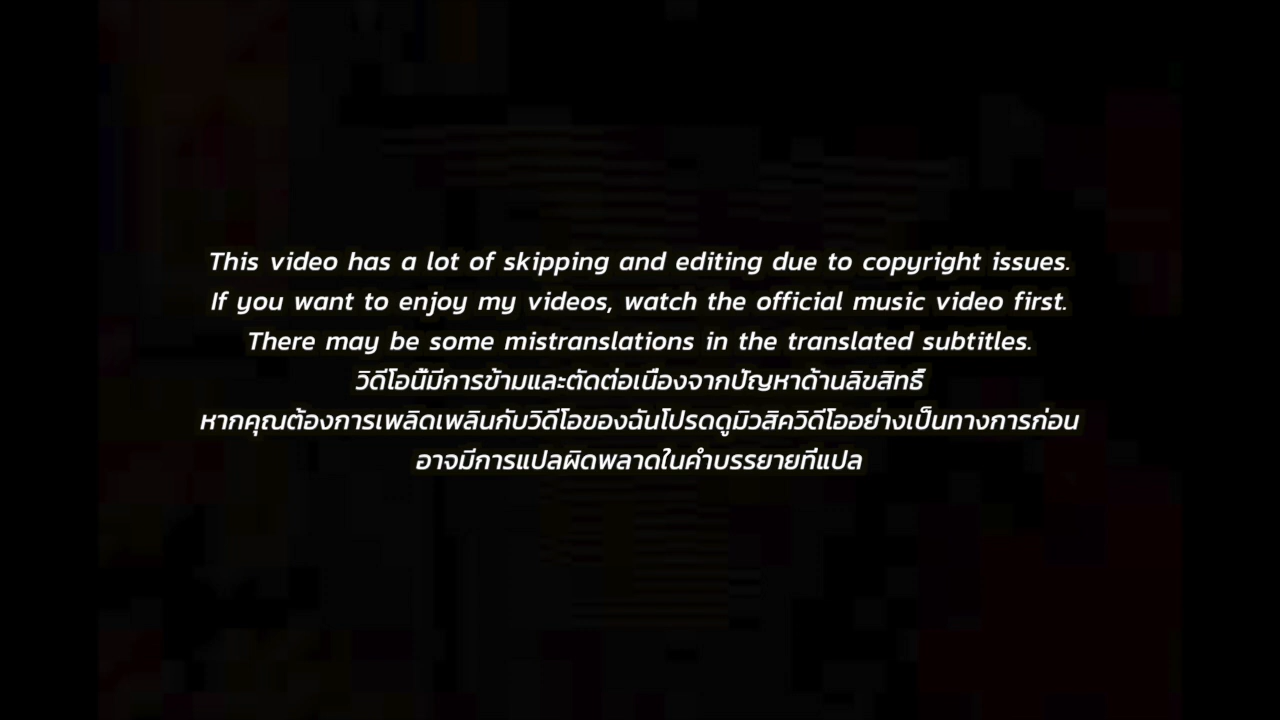 This video has a lot of skipping and editing due to copyright issues.
If you want to enjoy my videos, watch the official music video first.
There may be some mistranslations in the translated subtitles.
วิดีโอนี้มีการข้ามและตัดต่อเนื่องจากปัญหาด้านลิขสิทธิ์
หากคุณต้องการเพลิดเพลินกับวิดีโอของฉันโปรดดูมิวสิควิดีโออย่างเป็นทางการก่อน
อาจมีการแปลผิดพลาดในคำบรรยายที่แปล